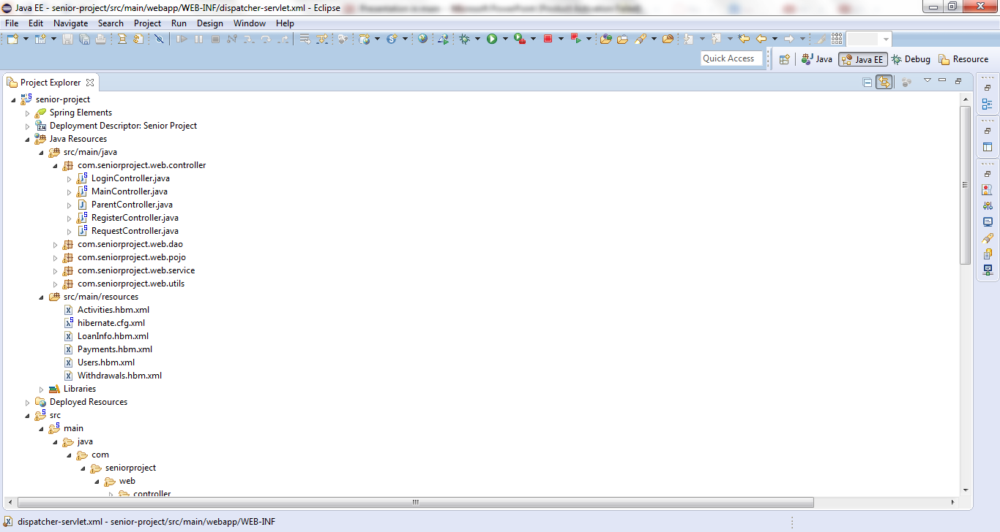 Java EE - senior-project/src/main/webapp/WEB-INF/dispatcher-servlet.xml - Eclipse
File Edit Navigate Search Project Run Design Window Help
Quick Access Java Java EE Debug Resource
Project Explorer
senior-project
Spring Elements
Deployment Descriptor: Senior Project
Java Resources
src/main/java
com.seniorproject.web.controller
LoginController.java
MainController.java
ParentController.java
RegisterController.java
RequestController.java
com.seniorproject.web.dao
com.seniorproject.web.pojo
com.seniorproject.web.service
com.seniorproject.web.utils
src/main/resources
Activities.hbm.xml
hibernate.cfg.xml
LoanInfo.hbm.xml
Payments.hbm.xml
Users.hbm.xml
Withdrawals.hbm.xml
Libraries
Deployed Resources
src
main
java
com
seniorproject
web
controller
dispatcher-servlet.xml - senior-project/src/main/webapp/WEB-INF